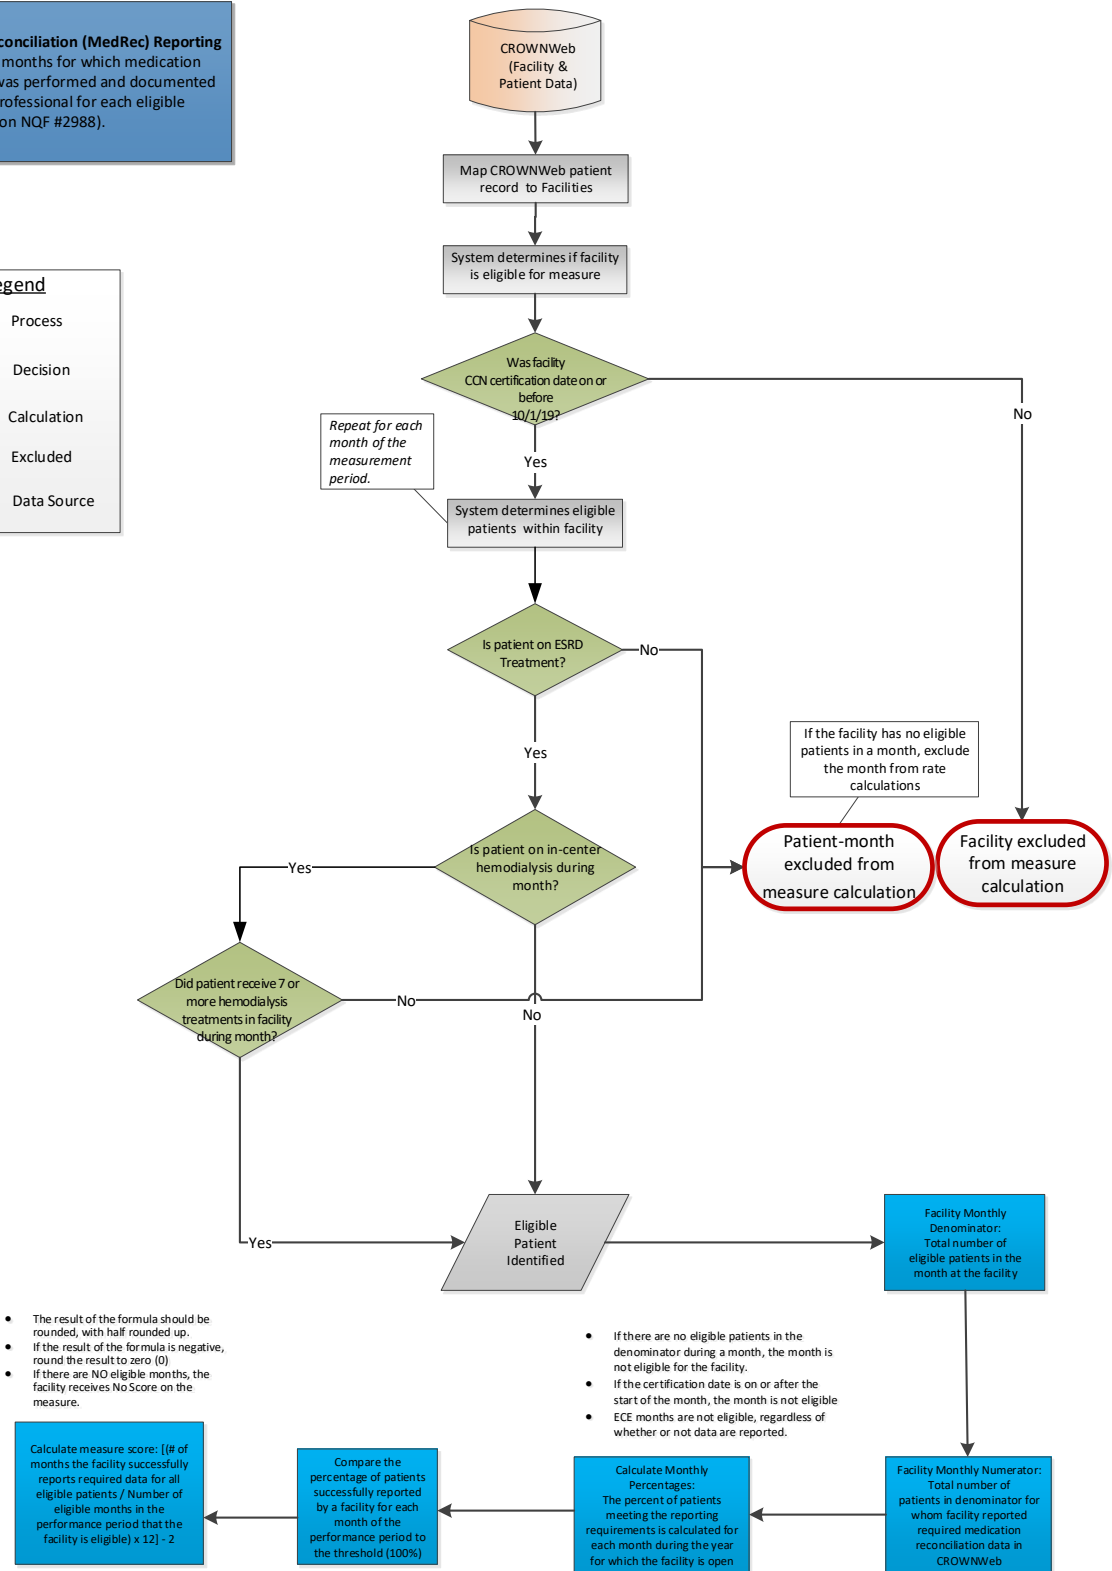 conciliation (MedRec) Reporting
months for which medication
was performed and documented
rofessional for each eligible
on NQF #2988).
CROWNWeb
(Facility &
Patient Data)
Map CROWNWeb patient
record to Facilities
System determines if facility
is eligible for measure
egend
Process
Decision
Calculation
Excluded
Data Source
Was facility
CCN certification date on or
before
10/1/19?
No
Repeat for each
month of the
measurement
period.
Yes
System determines eligible
patients within facility
Is patient on ESRD
Treatment?
No
Yes
If the facility has no eligible
patients in a month, exclude
the month from rate
calculations
Patient-month
excluded from
measure calculation
Facility excluded
from measure
calculation
Is patient on in-center
hemodialysis during
month?
Yes
Did patient receive 7 or
more hemodialysis
treatments in facility
during month?
No
No
Yes
Eligible
Patient
Identified
Facility Monthly
Denominator:
Total number of
eligible patients in the
month at the facility
• The result of the formula should be
rounded, with half rounded up.
• If the result of the formula is negative,
round the result to zero (0)
• If there are NO eligible months, the
facility receives No Score on the
measure.
• If there are no eligible patients in the
denominator during a month, the month is
not eligible for the facility.
• If the certification date is on or after the
start of the month, the month is not eligible
• ECE months are not eligible, regardless of
whether or not data are reported.
Calculate measure score: [(# of
months the facility successfully
reports required data for all
eligible patients / Number of
eligible months in the
performance period that the
facility is eligible) x 12] - 2
Compare the
percentage of patients
successfully reported
by a facility for each
month of the
performance period to
the threshold (100%)
Calculate Monthly
Percentages:
The percent of patients
meeting the reporting
requirements is calculated for
each month during the year
for which the facility is open
Facility Monthly Numerator:
Total number of
patients in denominator for
whom facility reported
required medication
reconciliation data in
CROWNWeb